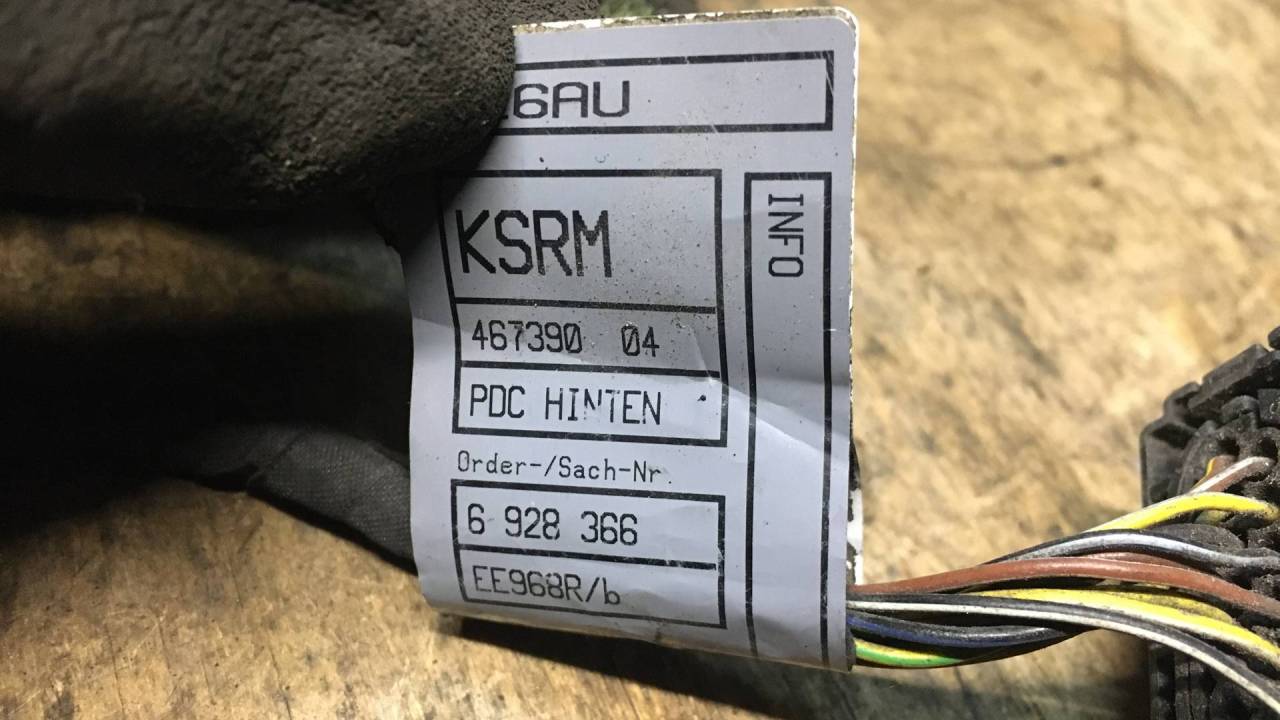 6AU
KSRM
INFO
467390 04
PDC HINTEN
Order-/Sach-Nr.
6 928 366
EE968R/b